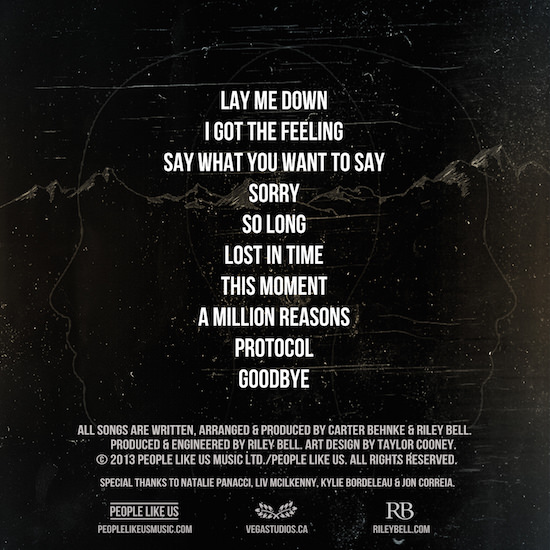 LAY ME DOWN
I GOT THE FEELING
SAY WHAT YOU WANT TO SAY
SORRY
SO LONG
LOST IN TIME
THIS MOMENT
A MILLION REASONS
PROTOCOL
GOODBYE
ALL SONGS ARE WRITTEN, ARRANGED & PRODUCED BY CARTER BEHNKE & RILEY BELL.
PRODUCED & ENGINEERED BY RILEY BELL. ART DESIGN BY TAYLOR COONEY.
© 2013 PEOPLE LIKE US MUSIC LTD./PEOPLE LIKE US. ALL RIGHTS RESERVED.
SPECIAL THANKS TO NATALIE PANACCI, LIV MCILKENNY, KYLIE BORDELEAU & JON CORREIA.
PEOPLE LIKE US
PEOPLELIKEUSMUSIC.COM
VEGASTUDIOS.CA
RB
RILEYBELL.COM